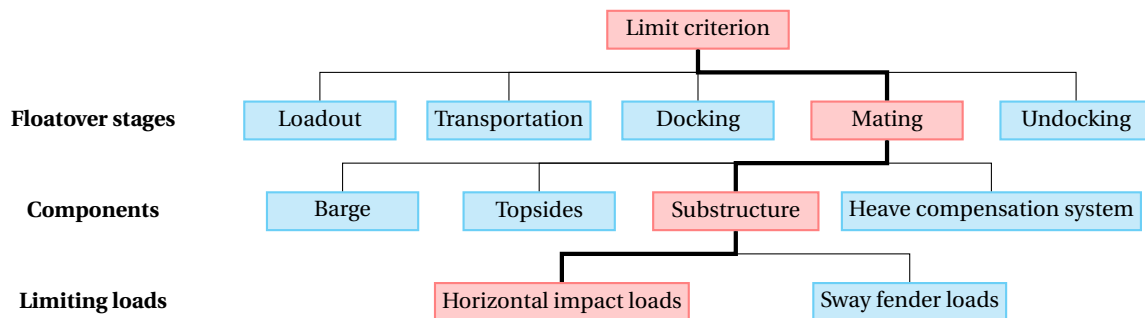 Limit criterion
Floatover stages Loadout Transportation Docking Mating Undocking
Components Barge Topsides Substructure Heave compensation system
Limiting loads Horizontal impact loads Sway fender loads